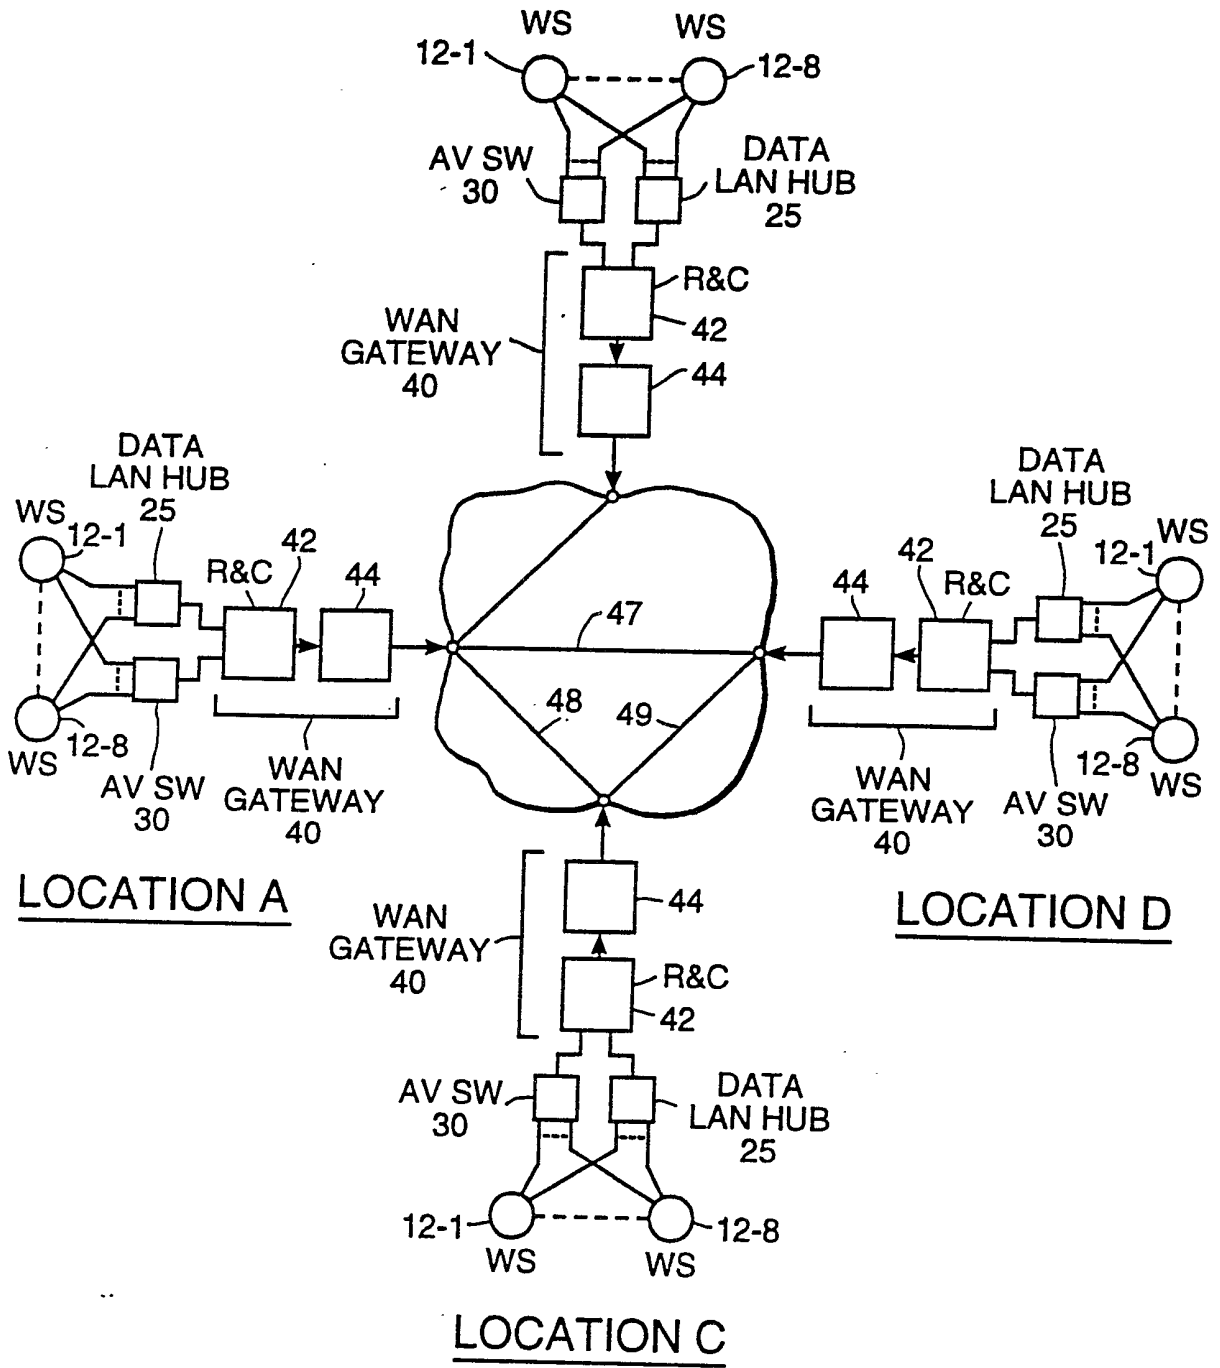 WS
WS
12-1
12-8
AV SW
30
DATA
LAN HUB
25
R&C
42
WAN
GATEWAY
40
44
DATA
LAN HUB
25
WS
12-1
R&C
42
44
WS
12-8
AV SW
30
WAN
GATEWAY
40
LOCATION A
47
48
49
DATA
LAN HUB
25
WS
12-1
42
R&C
44
12-8
WS
AV SW
30
WAN
GATEWAY
40
LOCATION D
WAN
GATEWAY
40
44
R&C
42
AV SW
30
DATA
LAN HUB
25
12-1
12-8
WS
WS
LOCATION C